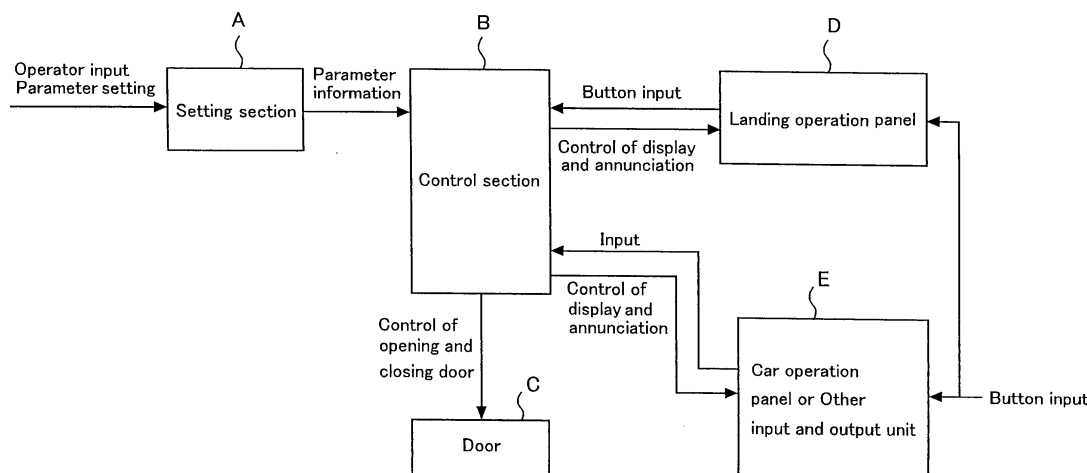 A
B
D
Operator input
Parameter setting
Setting section
Parameter
information
Control section
Button input
Control of display
and annunciation
Landing operation panel
Input
Control of
display and
annunciation
E
Car operation
panel or Other
input and output unit
Button input
Control of
opening and
closing door
C
Door